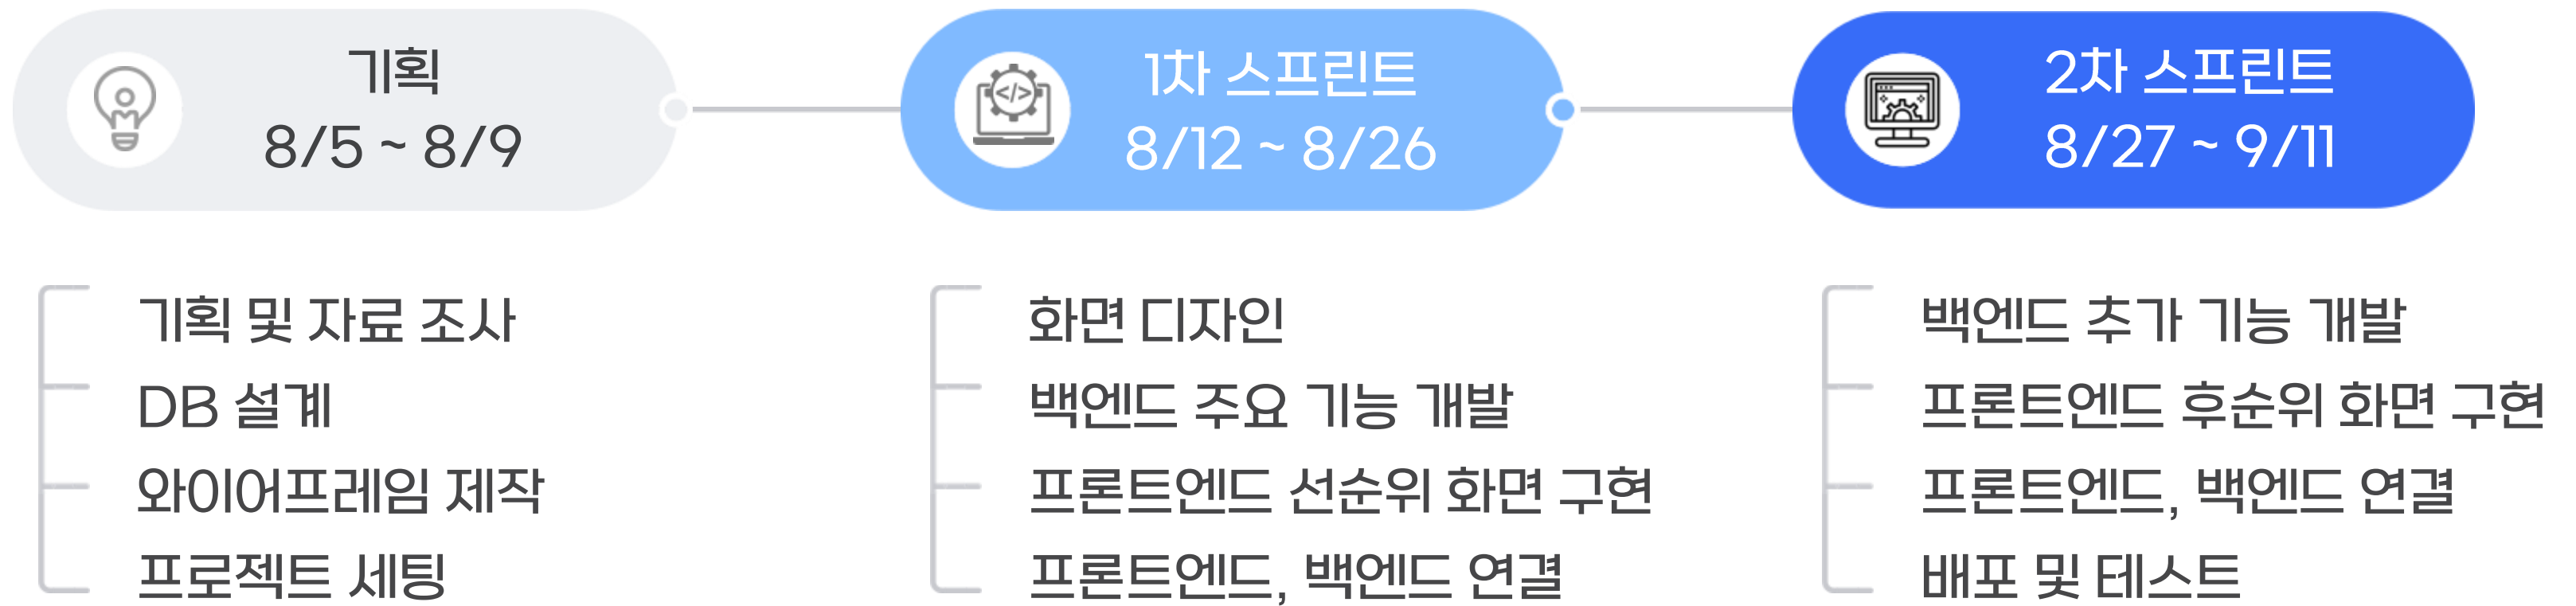 기획
8/5 ~ 8/9
1차 스프린트
8/12 ~ 8/26
2차 스프린트
8/27 ~ 9/11
기획 및 자료 조사
DB 설계
와이어프레임 제작
프로젝트 세팅
화면 디자인
백엔드 주요 기능 개발
프론트엔드 선순위 화면 구현
프론트엔드, 백엔드 연결
백엔드 추가 기능 개발
프론트엔드 후순위 화면 구현
프론트엔드, 백엔드 연결
배포 및 테스트